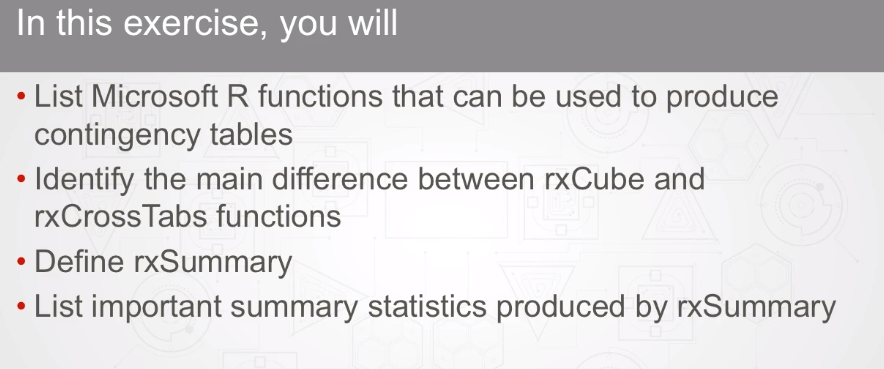 In this exercise, you will
• List Microsoft R functions that can be used to produce
contingency tables
• Identify the main difference between rxCube and
rxCrossTabs functions
• Define rxSummary
• List important summary statistics produced by rxSummary